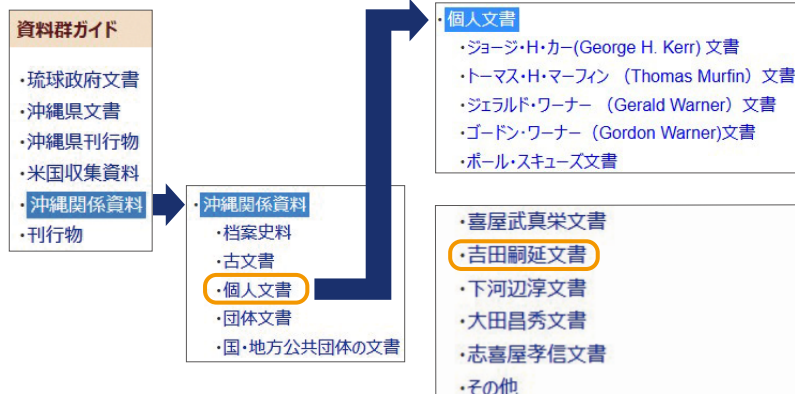 資料群ガイド
・琉球政府文書
・沖縄県文書
・沖縄県刊行物
・米国収集資料
・沖縄関係資料
・刊行物
・沖縄関係資料
・档案史料
・古文書
・個人文書
・団体文書
・国・地方公共団体の文書
・個人文書
・ジョージ・H・カー(George H. Kerr) 文書
・トーマス・H・マーフィン （Thomas Murfin）文書
・ジェラルド・ワーナー （Gerald Warner）文書
・ゴードン・ワーナー（Gordon Warner)文書
・ポール・スキューズ文書
・喜屋武真栄文書
・吉田嗣延文書
・下河辺淳文書
・大田昌秀文書
・志喜屋孝信文書
・その他